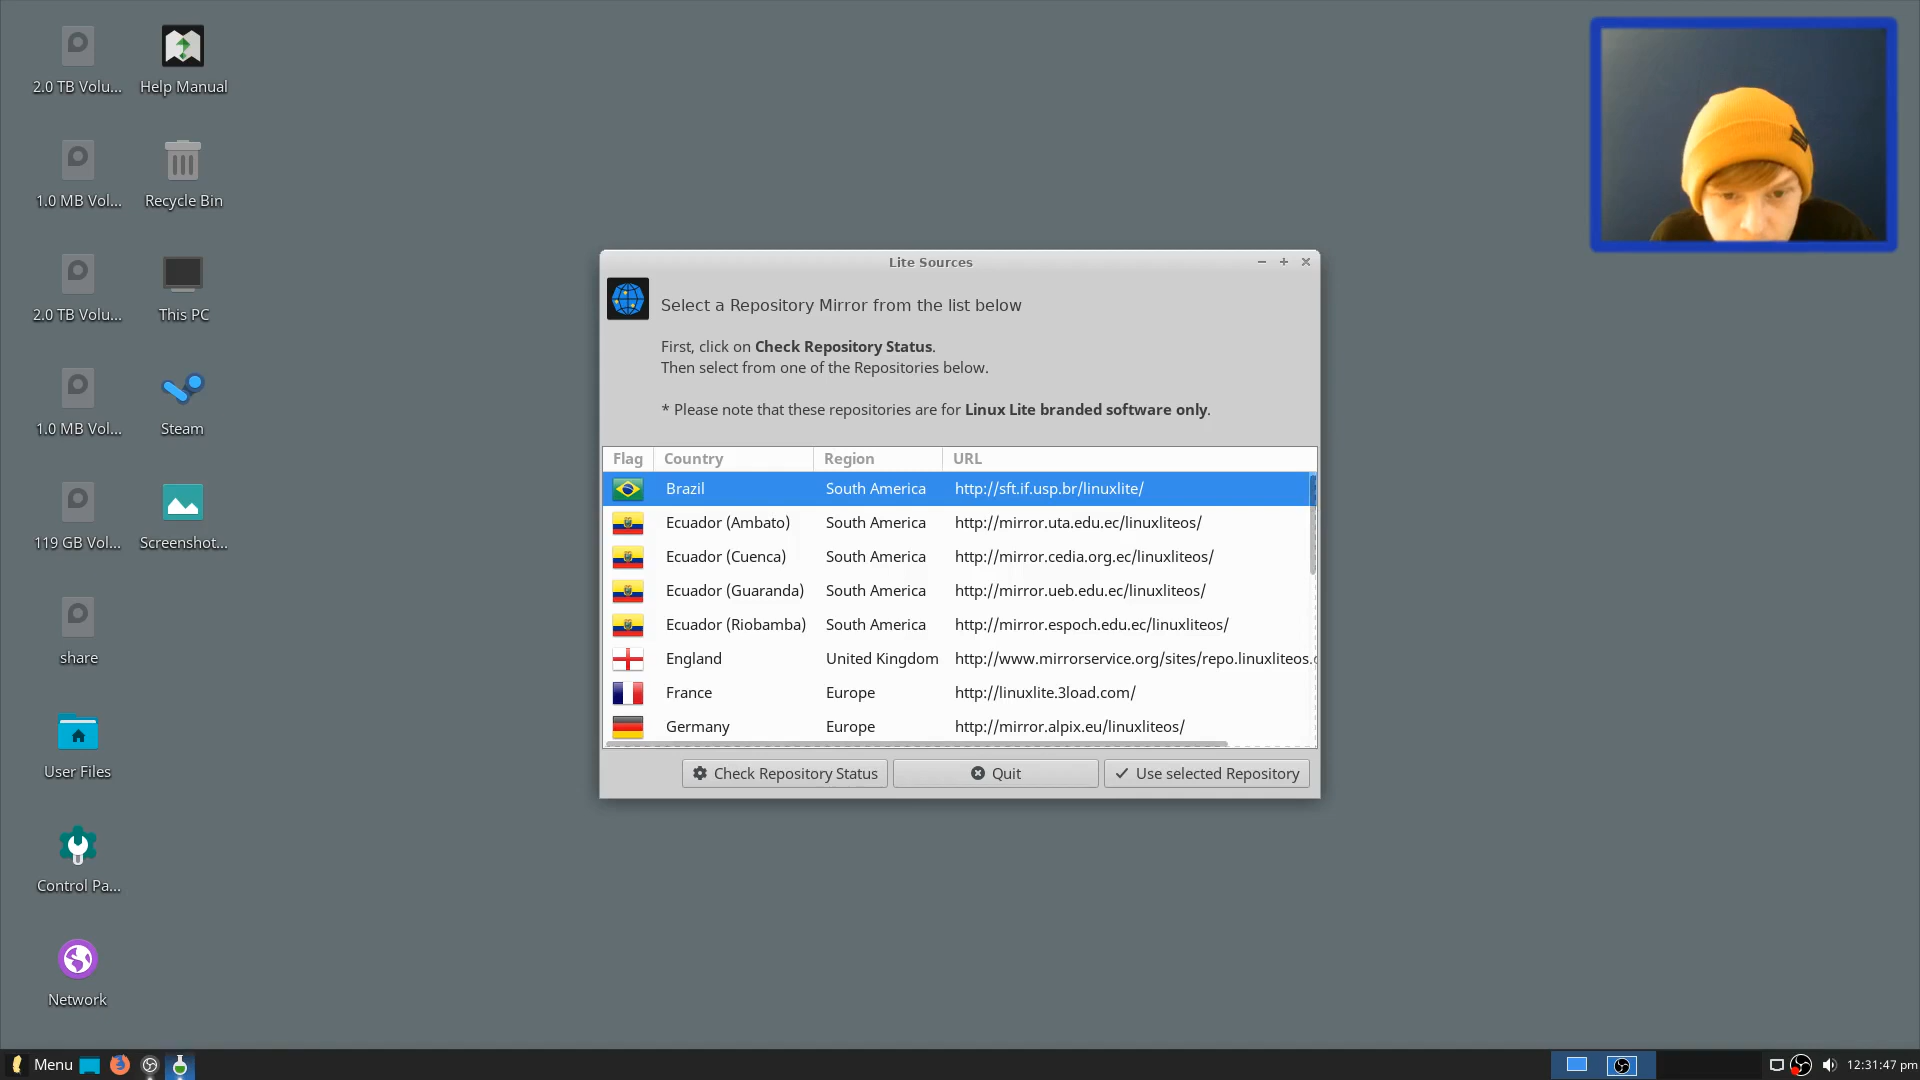 2.0 TB Volu...
Help Manual
1.0 MB Vol...
Recycle Bin
2.0 TB Volu...
This PC
1.0 MB Vol...
Steam
119 GB Vol...
Screenshot...
share
User Files
Control Pa...
Network
Lite Sources
Select a Repository Mirror from the list below
First, click on Check Repository Status.
Then select from one of the Repositories below.
* Please note that these repositories are for Linux Lite branded software only.
Flag Country Region URL
Brazil South America http://sft.if.usp.br/linuxlite/
Ecuador (Ambato) South America http://mirror.uta.edu.ec/linuxliteos/
Ecuador (Cuenca) South America http://mirror.cedia.org.ec/linuxliteos/
Ecuador (Guaranda) South America http://mirror.ueb.edu.ec/linuxliteos/
Ecuador (Riobamba) South America http://mirror.espoch.edu.ec/linuxliteos/
England United Kingdom http://www.mirrorservice.org/sites/repo.linuxliteos.c
France Europe http://linuxlite.3load.com/
Germany Europe http://mirror.alpix.eu/linuxliteos/
Check Repository Status Quit Use selected Repository
Menu 12:31:47 pm